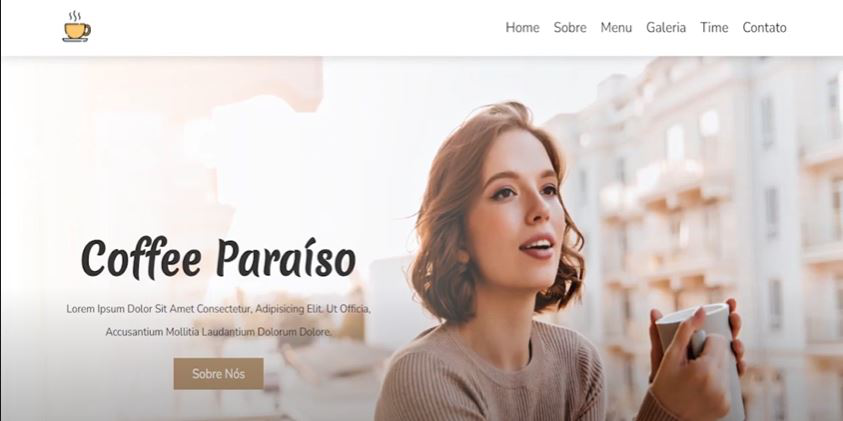 Home Sobre Menu Galeria Time Contato
Coffee Paraíso
Lorem Ipsum Dolor Sit Amet Consectetur, Adipisicing Elit. Ut Officia,
Accusantium Mollitia Laudantium Dolorum Dolore.
Sobre Nós